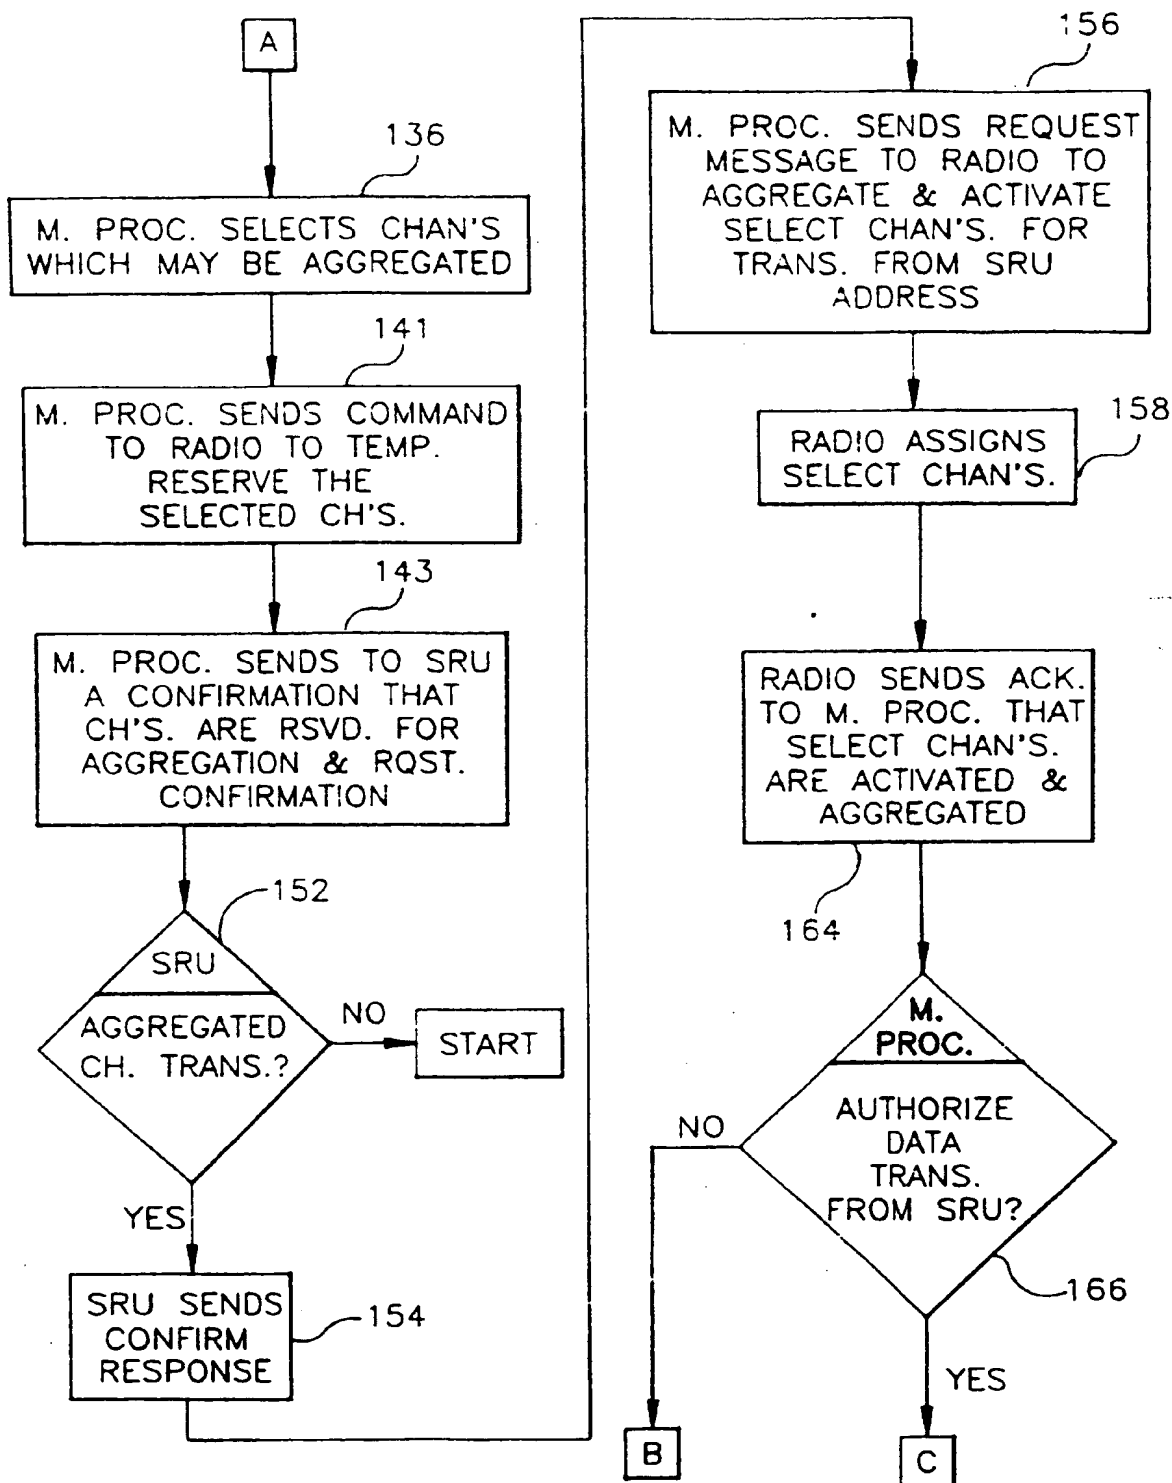 A
136
M. PROC. SELECTS CHAN'S
WHICH MAY BE AGGREGATED
141
M. PROC. SENDS COMMAND
TO RADIO TO TEMP.
RESERVE THE
SELECTED CH'S.
143
M. PROC. SENDS TO SRU
A CONFIRMATION THAT
CH'S. ARE RSVD. FOR
AGGREGATION & RQST.
CONFIRMATION
152
SRU
AGGREGATED
CH. TRANS.?
NO
START
YES
SRU SENDS
CONFIRM
RESPONSE
154
156
M. PROC. SENDS REQUEST
MESSAGE TO RADIO TO
AGGREGATE & ACTIVATE
SELECT CHAN'S. FOR
TRANS. FROM SRU
ADDRESS
158
RADIO ASSIGNS
SELECT CHAN'S.
RADIO SENDS ACK.
TO M. PROC. THAT
SELECT CHAN'S.
ARE ACTIVATED &
AGGREGATED
164
M.
PROC.
AUTHORIZE
DATA
TRANS.
FROM SRU?
NO
166
YES
B
C